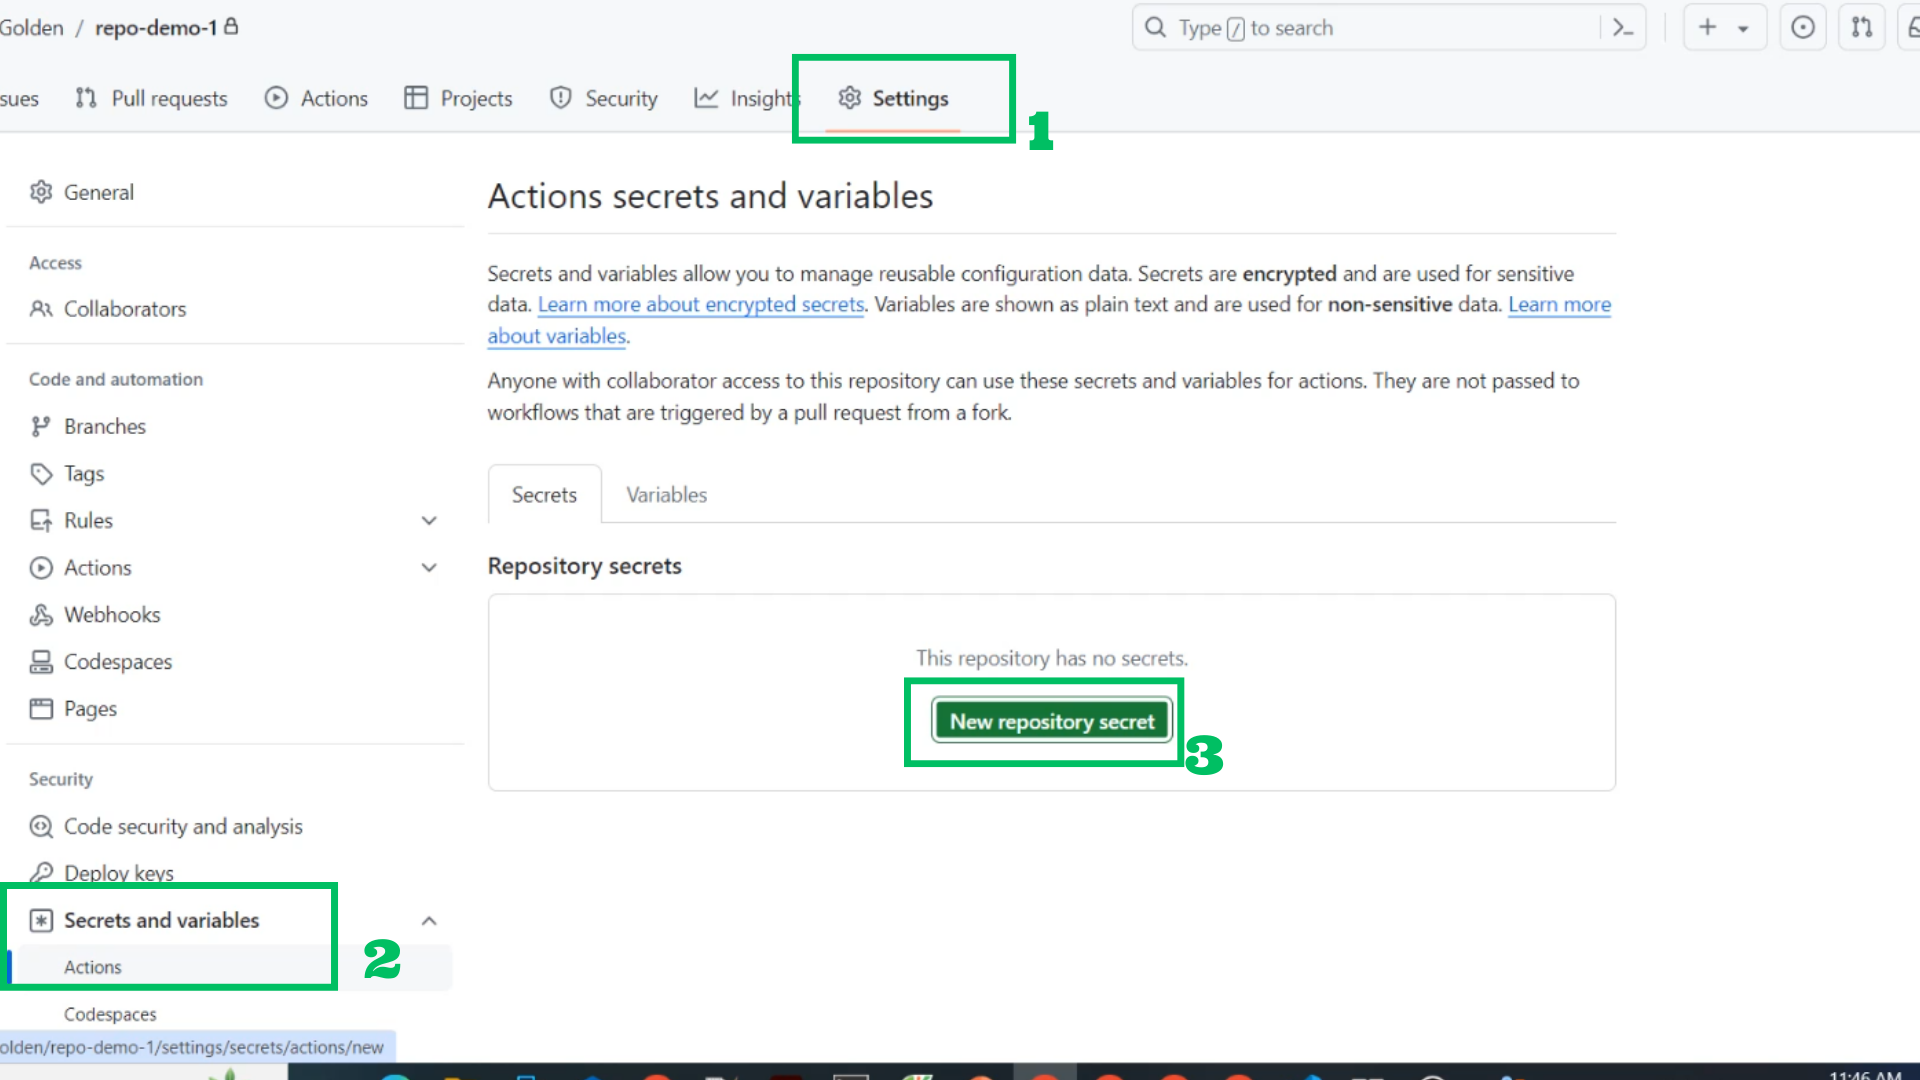 Golden / repo-demo-1
Type / to search
sues Pull requests Actions Projects Security Insights Settings
1
General
Access
Collaborators
Code and automation
Branches
Tags
Rules
Actions
Webhooks
Codespaces
Pages
Security
Code security and analysis
Deploy keys
Secrets and variables
2
Actions
Codespaces
olden/repo-demo-1/settings/secrets/actions/new
Actions secrets and variables
Secrets and variables allow you to manage reusable configuration data. Secrets are encrypted and are used for sensitive
data. Learn more about encrypted secrets. Variables are shown as plain text and are used for non-sensitive data. Learn more
about variables.
Anyone with collaborator access to this repository can use these secrets and variables for actions. They are not passed to
workflows that are triggered by a pull request from a fork.
Secrets Variables
Repository secrets
This repository has no secrets.
New repository secret
3
11:46 AM